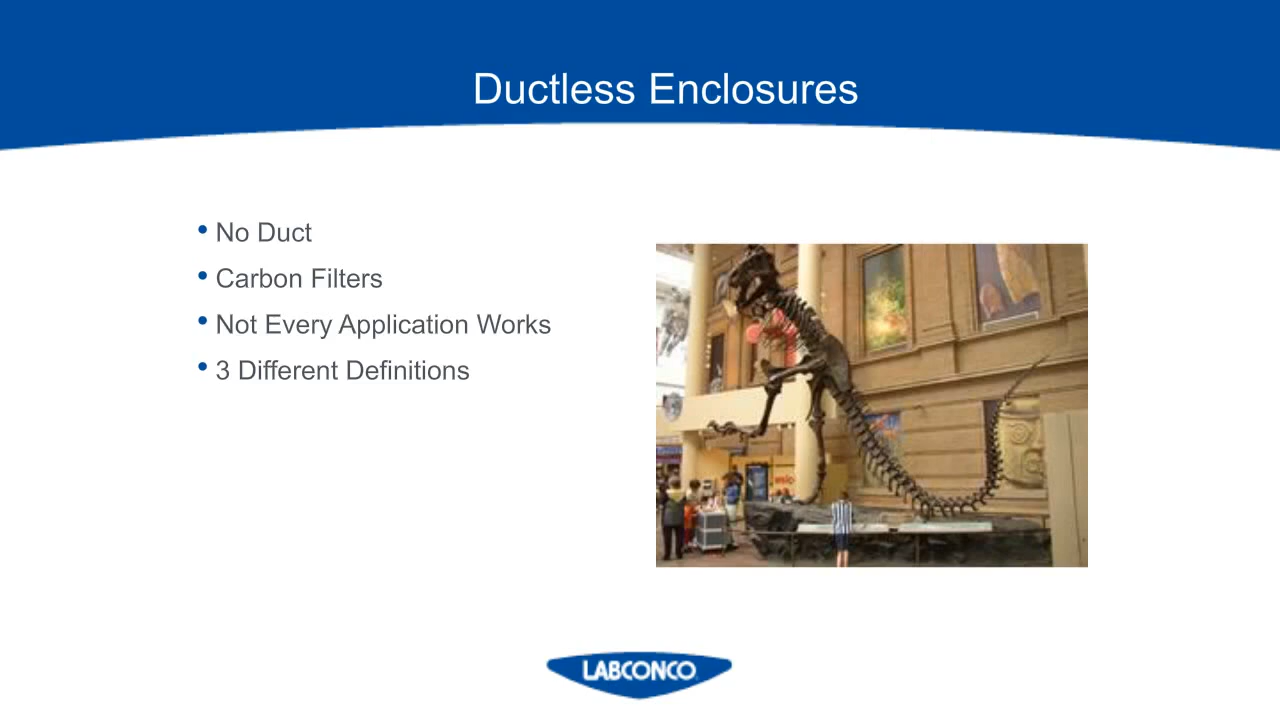 Ductless Enclosures
• No Duct
• Carbon Filters
• Not Every Application Works
• 3 Different Definitions
LABCONCO